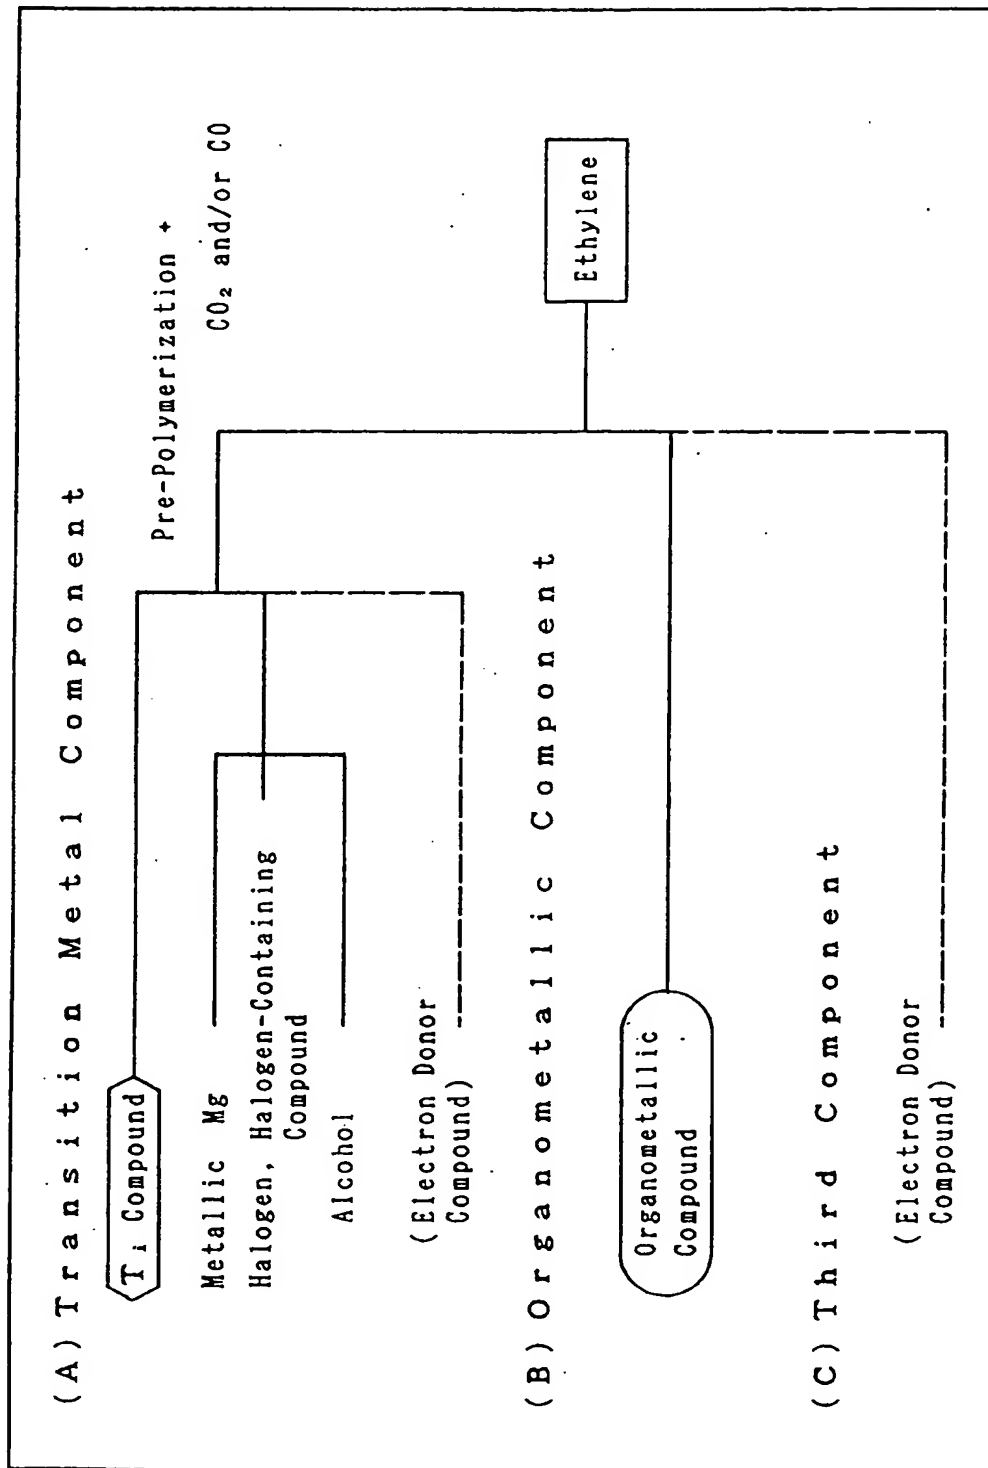 (A) Transition Metal Component
Ti Compound
Metallic Mg
Halogen, Halogen-Containing
Compound
Alcohol
(Electron Donor
Compound)
Pre-Polymerization +
CO₂ and/or CO
Ethylene
(B) Organometallic Component
Organometallic
Compound
(C) Third Component
(Electron Donor
Compound)